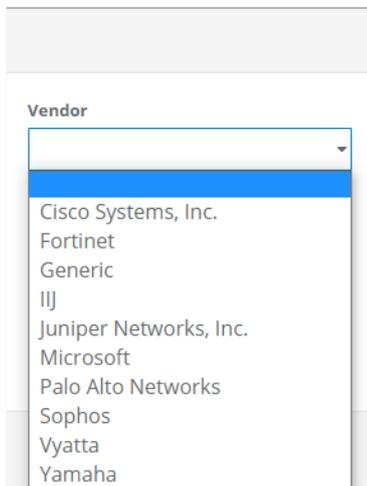 Vendor
Cisco Systems, Inc.
Fortinet
Generic
IIJ
Juniper Networks, Inc.
Microsoft
Palo Alto Networks
Sophos
Vyatta
Yamaha